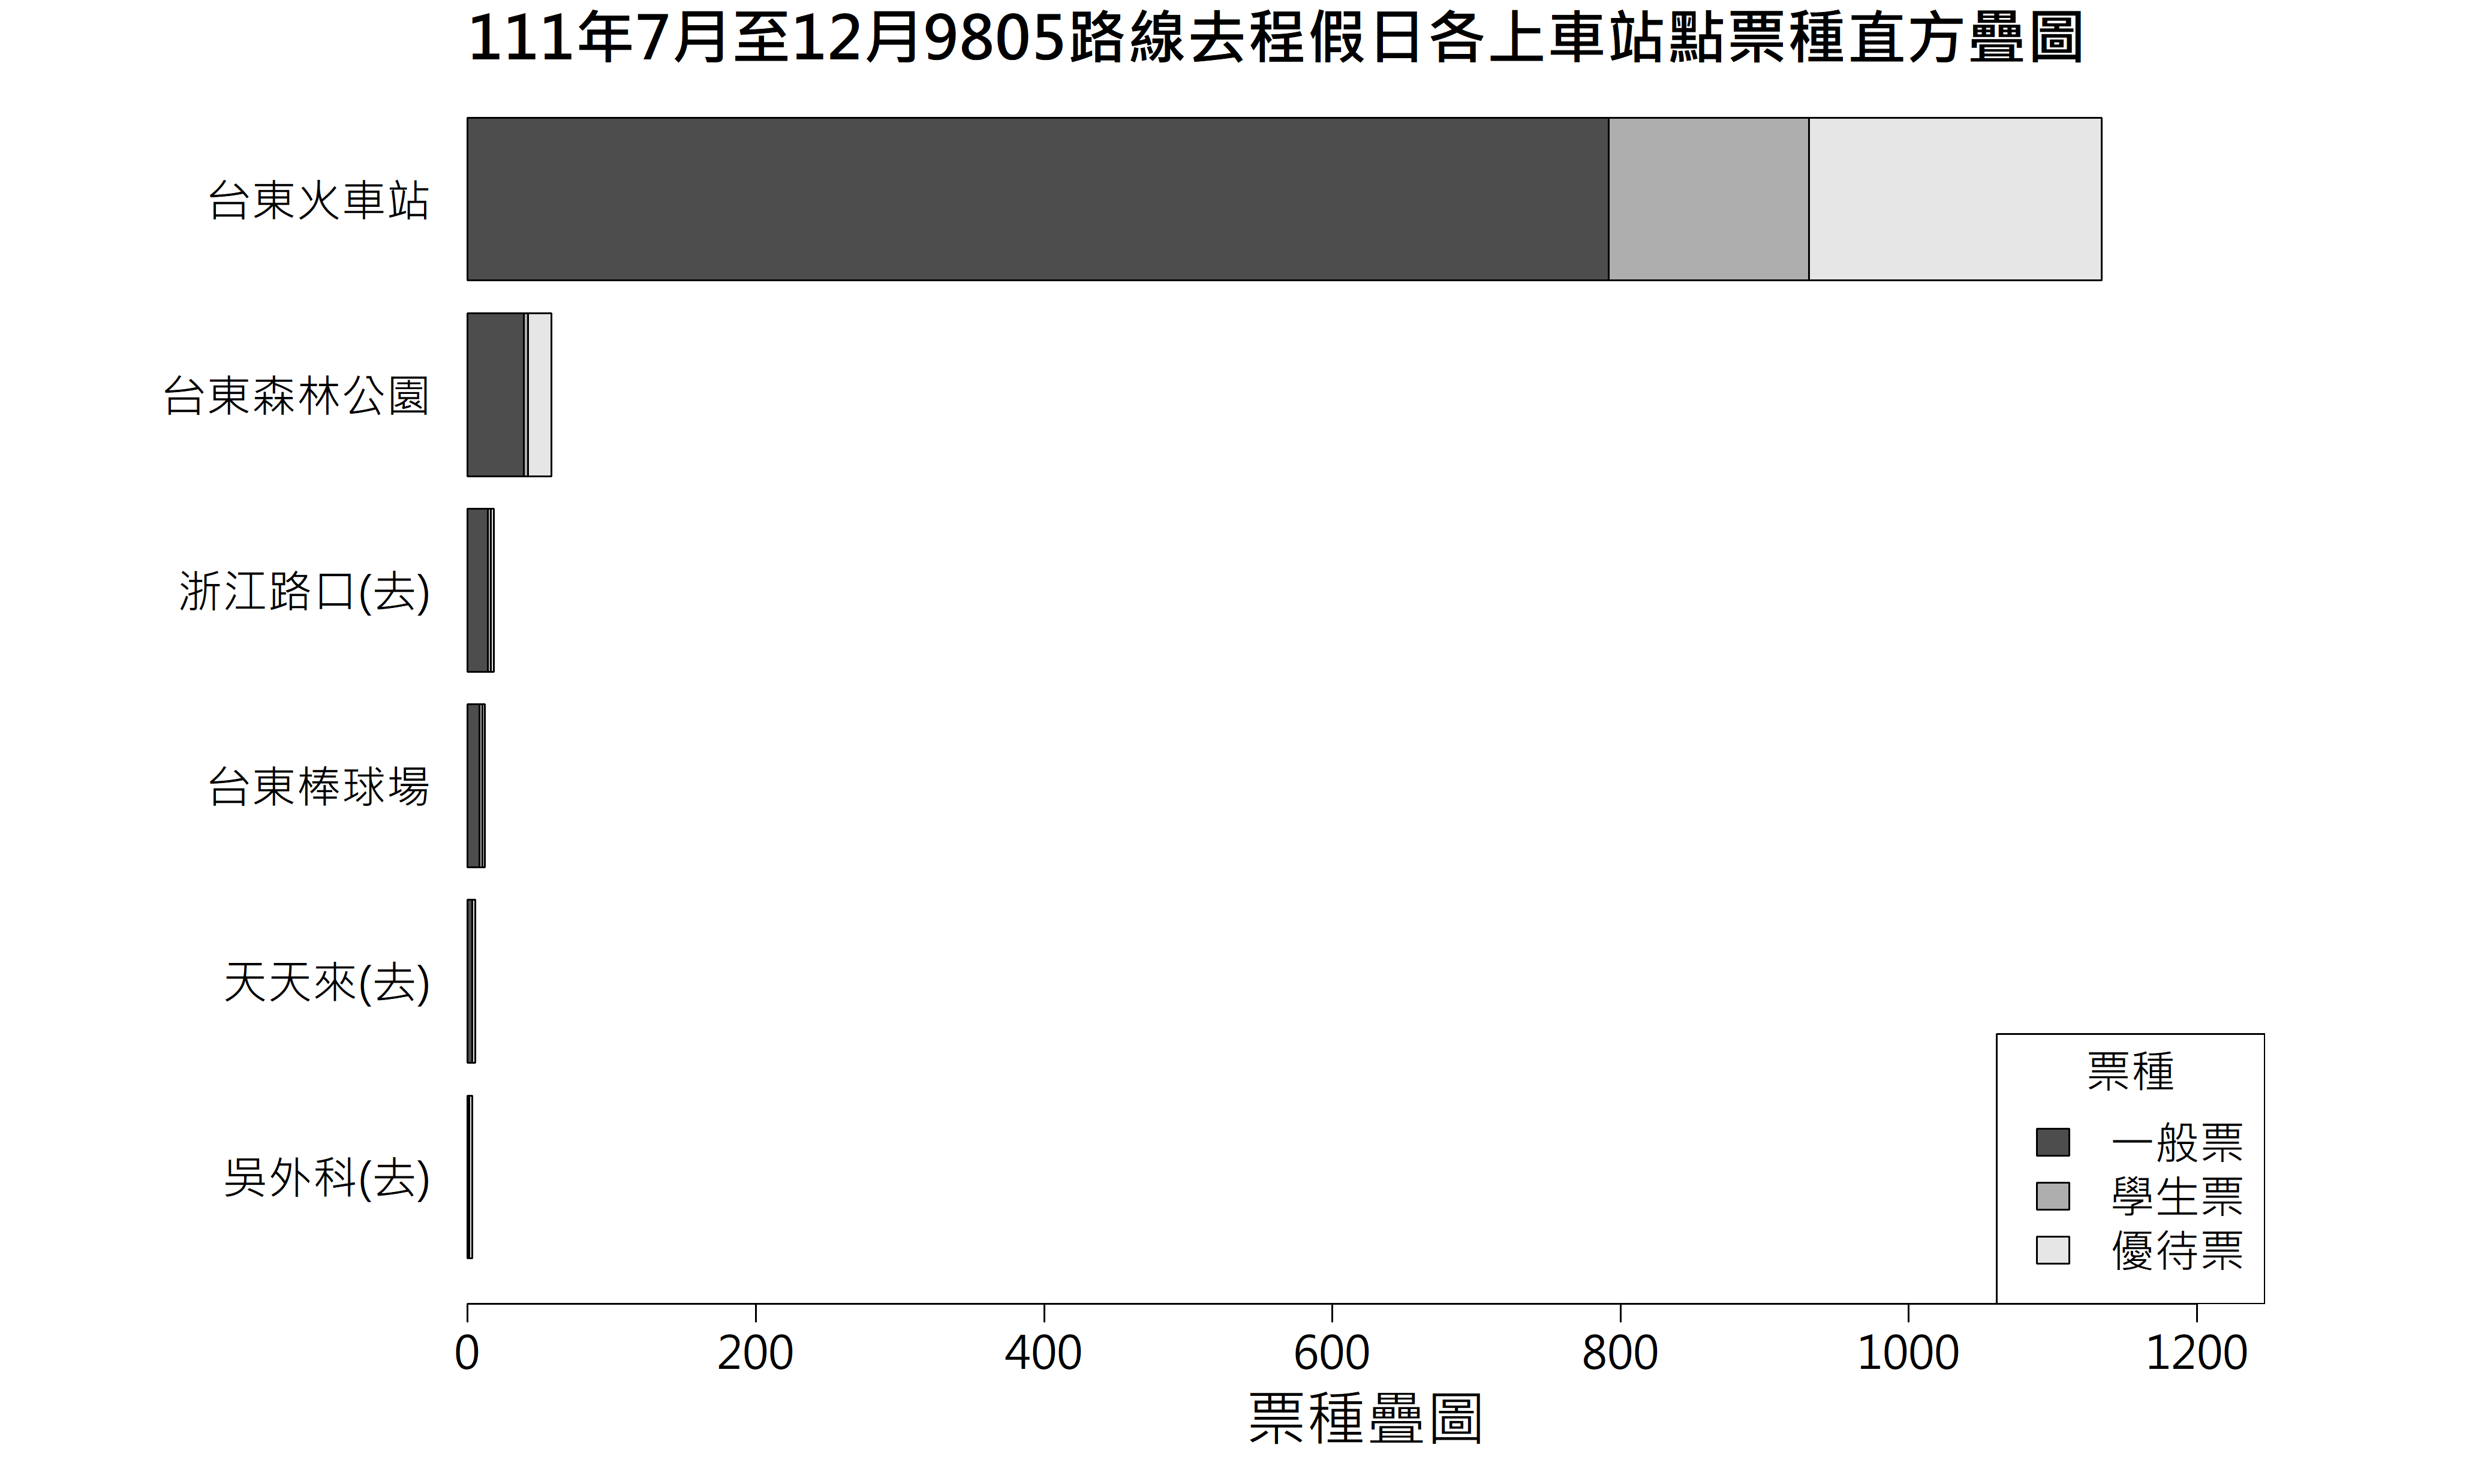 111年7月至12月9805路線去程假日各上車站點票種直方疊圖
台東火車站
台東森林公園
浙江路口(去)
台東棒球場
天天來(去)
吳外科(去)
票種
一般票
學生票
優待票
0 200 400 600 800 1000 1200
票種疊圖